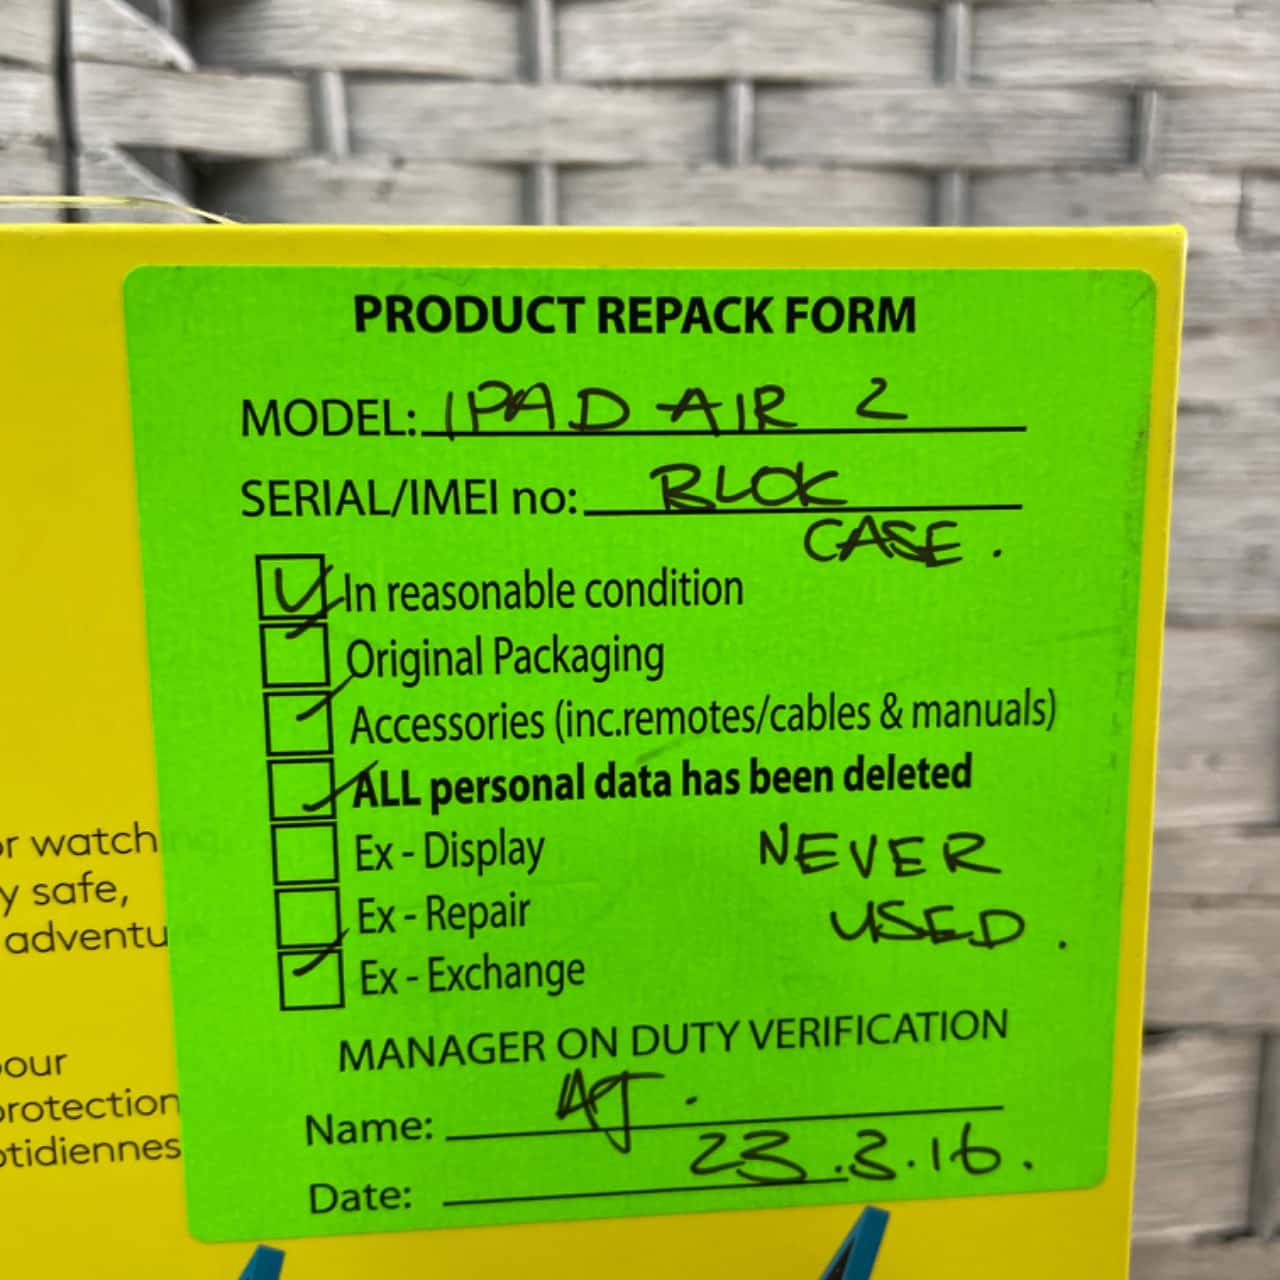 PRODUCT REPACK FORM
MODEL: IPAD AIR 2
SERIAL/IMEI no: BLOK
CASE.
In reasonable condition
Original Packaging
Accessories (inc.remotes/cables & manuals)
ALL personal data has been deleted
Ex - Display
NEVER
Ex - Repair
USED.
Ex - Exchange
MANAGER ON DUTY VERIFICATION
Name: AJ.
Date: 23.3.16.
or watch
y safe,
adventu
our
protection
otidiennes